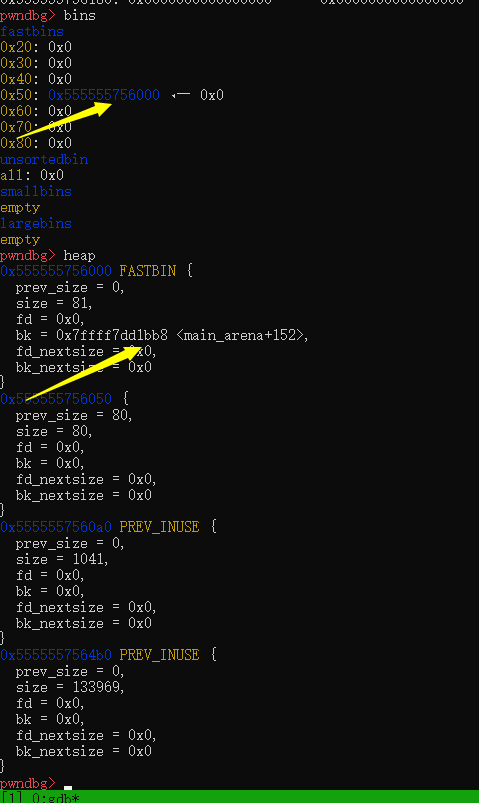 pwndbg> bins
fastbins
0x20: 0x0
0x30: 0x0
0x40: 0x0
0x50: 0x555555756000 ◂— 0x0
0x60: 0x0
0x70: 0x0
0x80: 0x0
unsortedbin
all: 0x0
smallbins
empty
largebins
empty
pwndbg> heap
0x555555756000 FASTBIN {
  prev_size = 0,
  size = 81,
  fd = 0x0,
  bk = 0x7ffff7dd1bb8 <main_arena+152>,
  fd_nextsize = 0x0,
  bk_nextsize = 0x0
}
0x555555756050 {
  prev_size = 80,
  size = 80,
  fd = 0x0,
  bk = 0x0,
  fd_nextsize = 0x0,
  bk_nextsize = 0x0
}
0x5555557560a0 PREV_INUSE {
  prev_size = 0,
  size = 1041,
  fd = 0x0,
  bk = 0x0,
  fd_nextsize = 0x0,
  bk_nextsize = 0x0
}
0x5555557564b0 PREV_INUSE {
  prev_size = 0,
  size = 133969,
  fd = 0x0,
  bk = 0x0,
  fd_nextsize = 0x0,
  bk_nextsize = 0x0
}
pwndbg>
[1] 0:gdb*